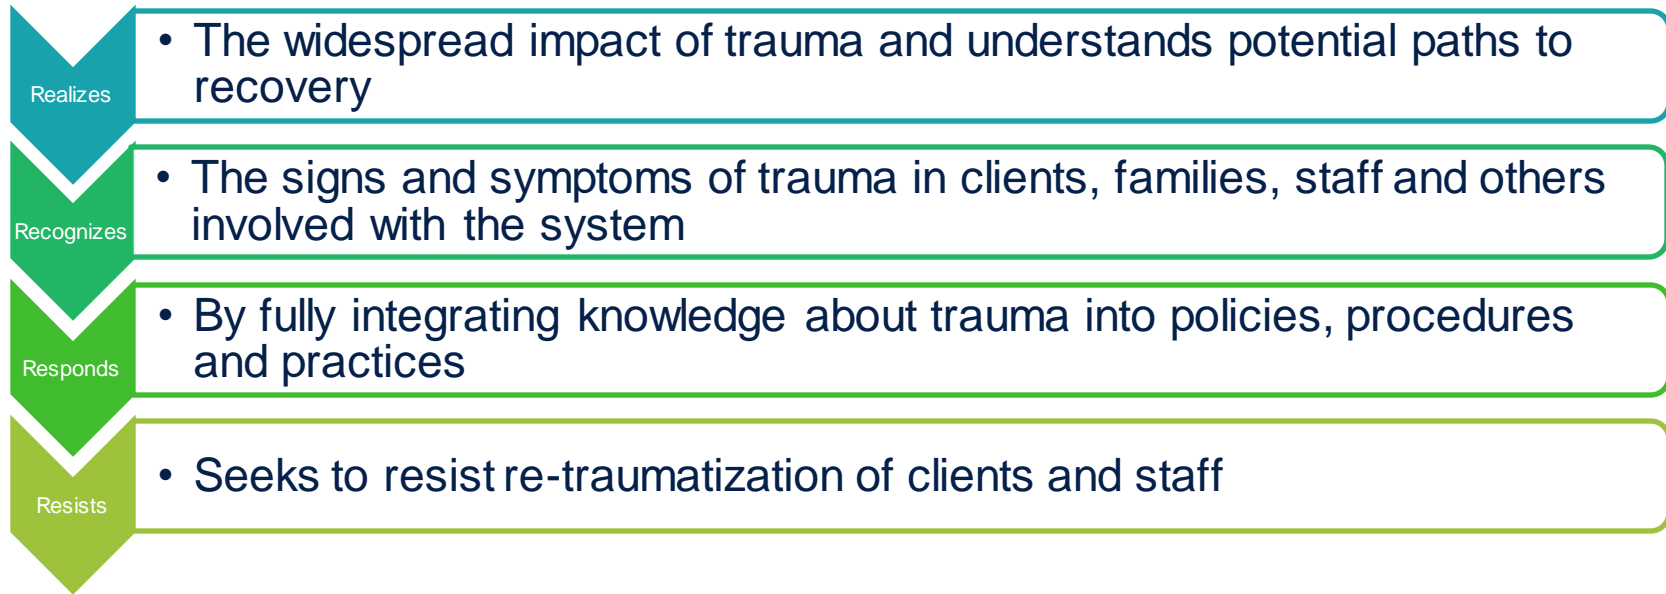 Realizes
• The widespread impact of trauma and understands potential paths to
recovery
Recognizes
• The signs and symptoms of trauma in clients, families, staff and others
involved with the system
Responds
• By fully integrating knowledge about trauma into policies, procedures
and practices
Resists
• Seeks to resist re-traumatization of clients and staff